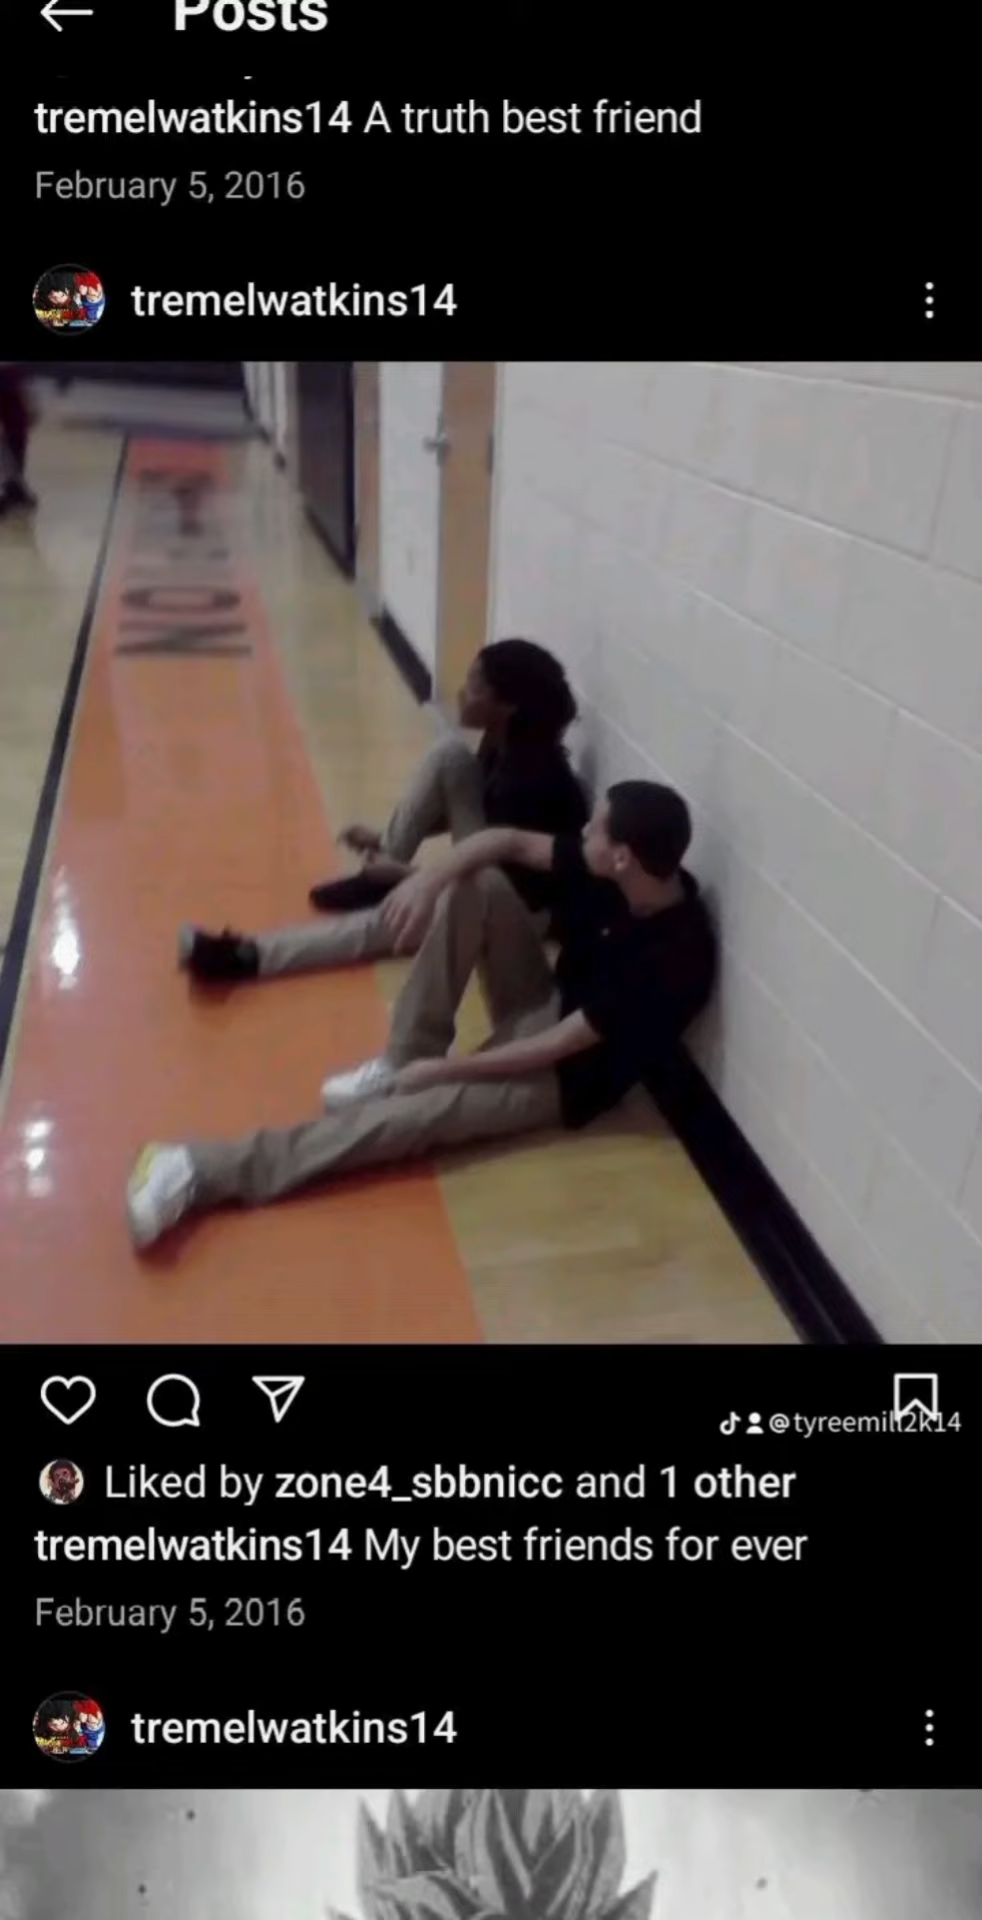 Posts
tremelwatkins14 A truth best friend
February 5, 2016
tremelwatkins14
@tyreemill2k14
Liked by zone4_sbbnicc and 1 other
tremelwatkins14 My best friends for ever
February 5, 2016
tremelwatkins14